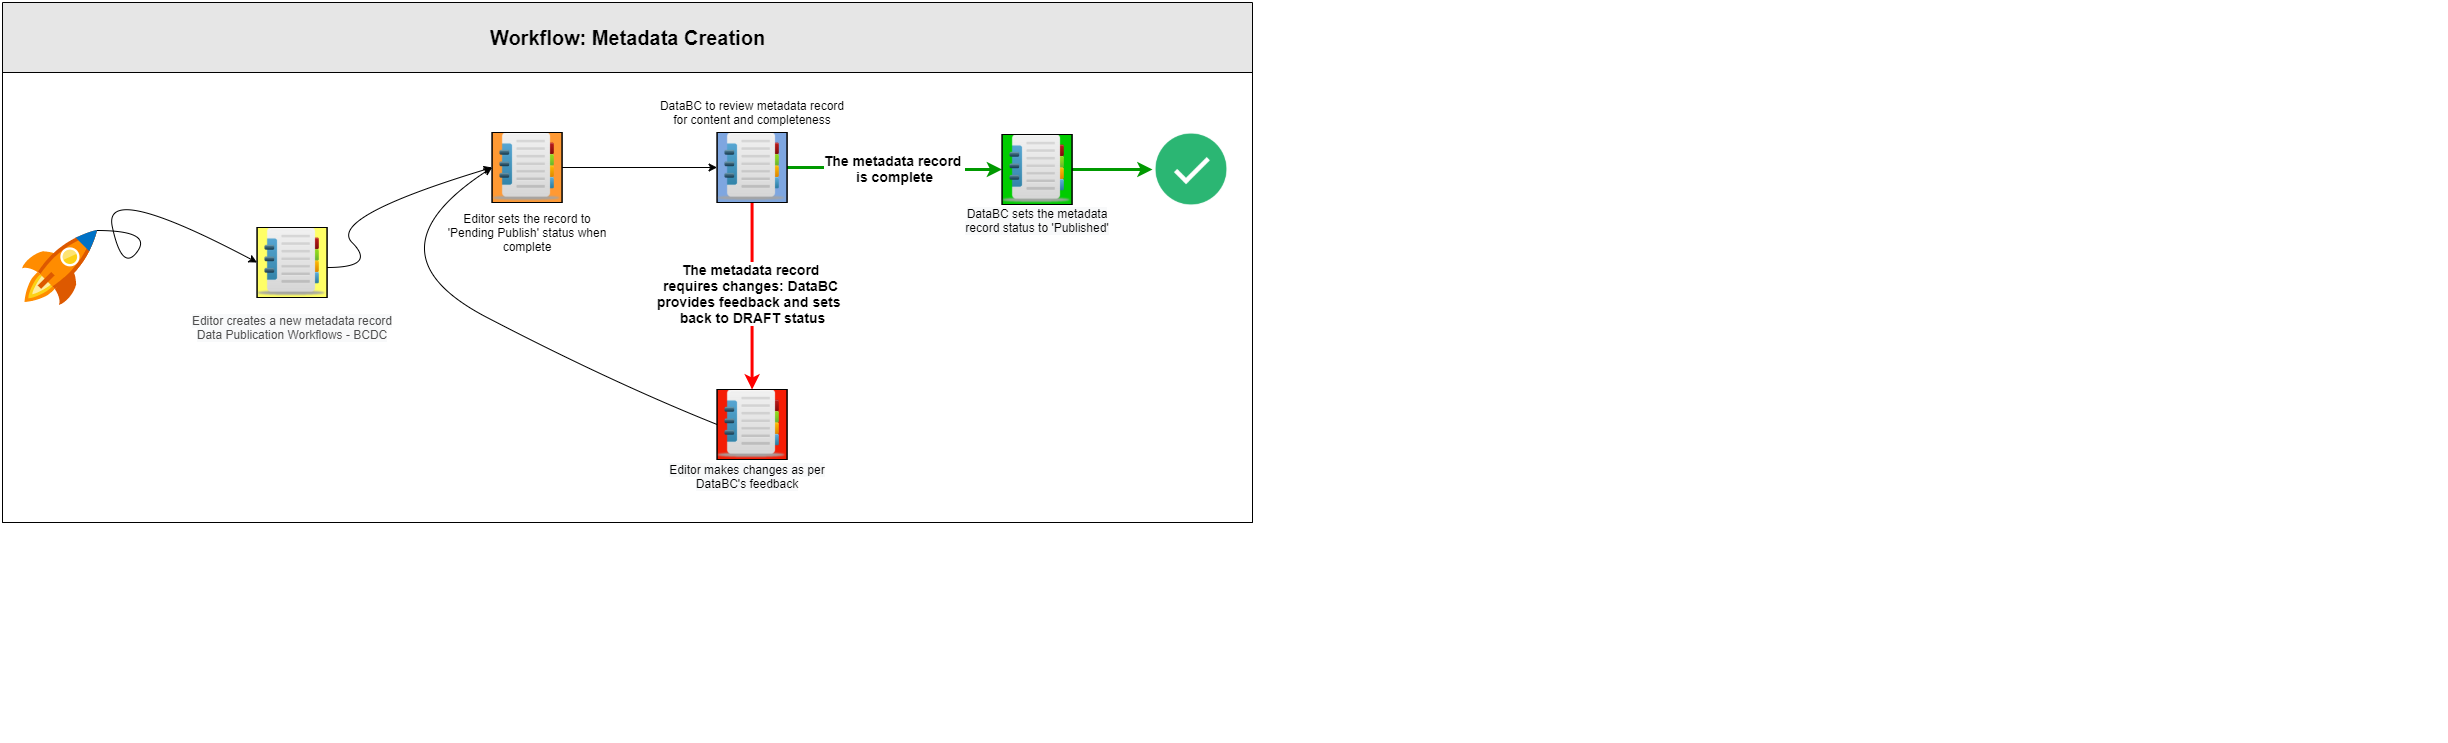 Workflow: Metadata Creation
DataBC to review metadata record
for content and completeness
The metadata record
is complete
Editor sets the record to
'Pending Publish' status when
complete
DataBC sets the metadata
record status to 'Published'
The metadata record
requires changes: DataBC
provides feedback and sets
back to DRAFT status
Editor creates a new metadata record
Data Publication Workflows - BCDC
Editor makes changes as per
DataBC's feedback